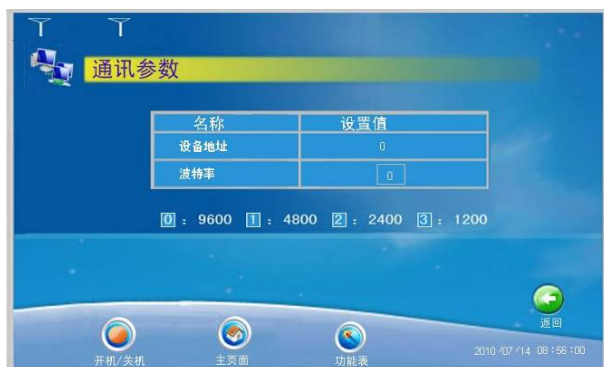 通讯参数
名称 设置值
设备地址 0
波特率 0
0 : 9600 1 : 4800 2 : 2400 3 : 1200
返回
开机/关机 主页面 功能表
2010/07/14 08:56:00